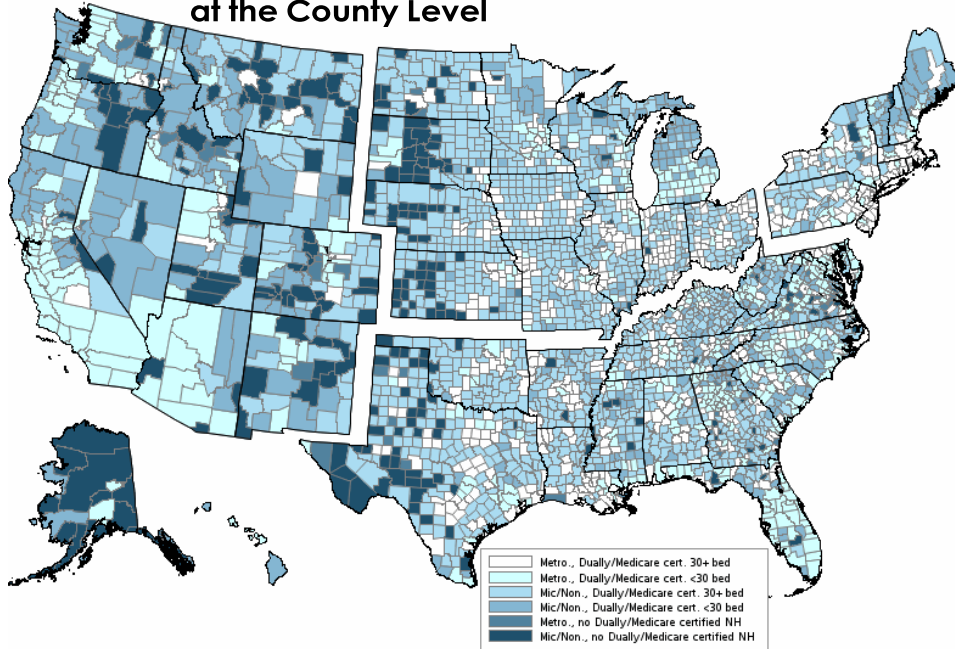 at the County Level
Metro., Dually/Medicare cert. 30+ bed
Metro., Dually/Medicare cert. <30 bed
Mic/Non., Dually/Medicare cert. 30+ bed
Mic/Non., Dually/Medicare cert. <30 bed
Metro., no Dually/Medicare certified NH
Mic/Non., no Dually/Medicare certified NH